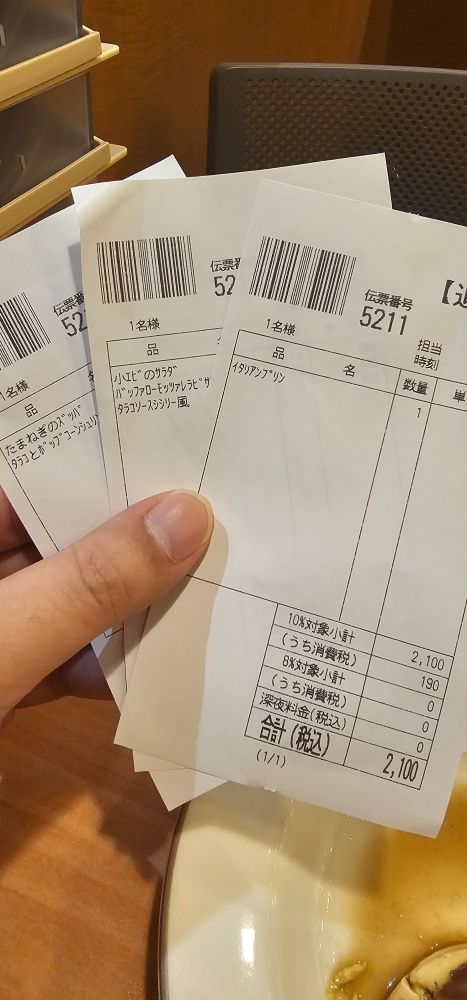 伝票番号
52
1名様
品
たまねぎのズッパ
タラコとポップコーンシュリ
伝票
52
1名様
品
小エビのサラダ
バッファローモッツァレラピザ
タラコソースシシリー風
伝票番号
5211
【追
1名様
担当
時刻
品 名 数量 単
イタリアンプリン 1
10%対象小計 2,100
(うち消費税) 190
8%対象小計 0
(うち消費税) 0
深夜料金(税込) 0
合計(税込) 2,100
(1/1)